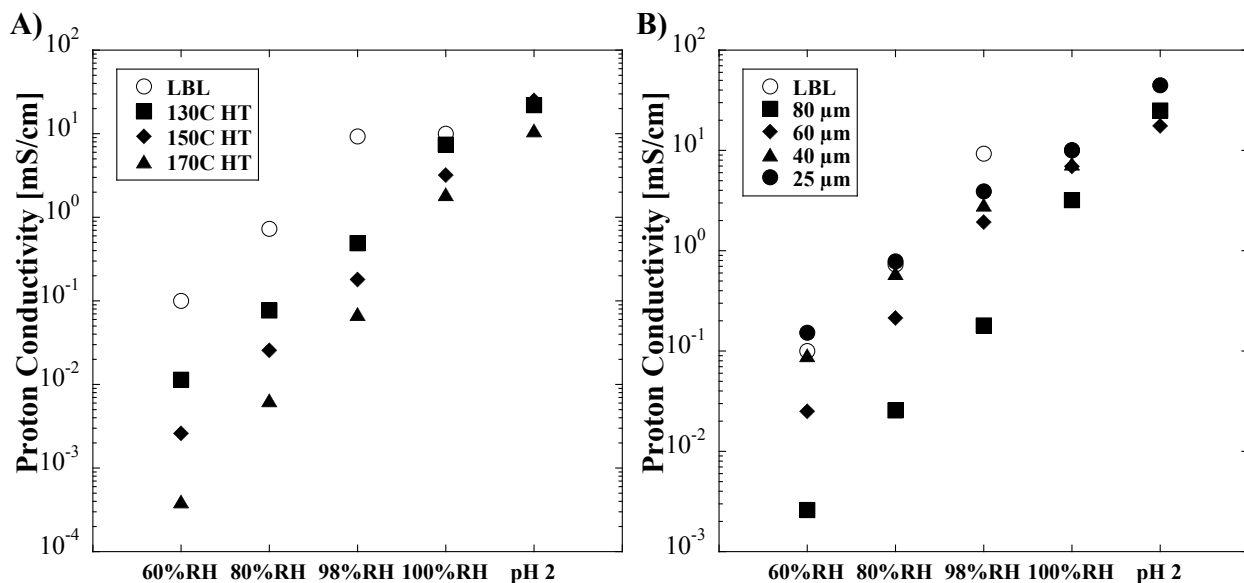 A)
Proton Conductivity [mS/cm]
10^2
10^1
10^0
10^-1
10^-2
10^-3
10^-4
LBL
130C HT
150C HT
170C HT
60%RH 80%RH 98%RH 100%RH pH 2
B)
Proton Conductivity [mS/cm]
10^2
10^1
10^0
10^-1
10^-2
10^-3
LBL
80 µm
60 µm
40 µm
25 µm
60%RH 80%RH 98%RH 100%RH pH 2